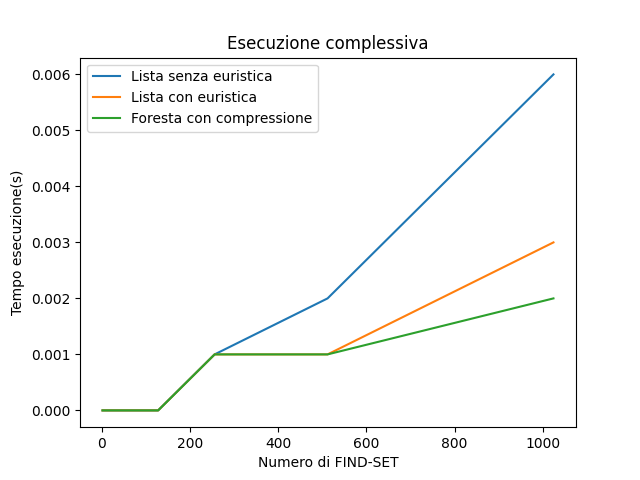 Esecuzione complessiva
Lista senza euristica
Lista con euristica
Foresta con compressione
0.006
0.005
0.004
0.003
0.002
0.001
0.000
Tempo esecuzione(s)
0 200 400 600 800 1000
Numero di FIND-SET